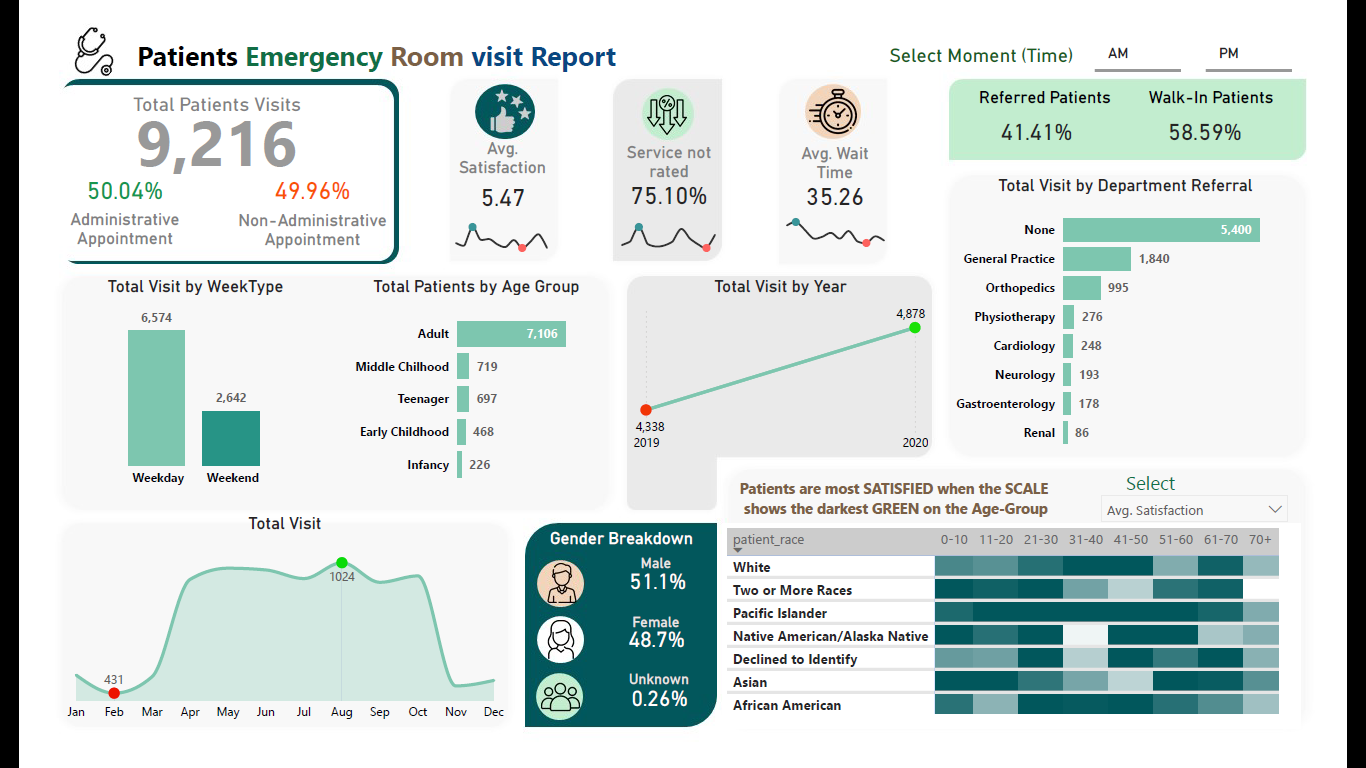 Patients Emergency Room visit Report
Select Moment (Time)
AM
PM
Total Patients Visits
9,216
50.04%
49.96%
Administrative
Appointment
Non-Administrative
Appointment
Avg.
Satisfaction
5.47
%
Service not
rated
75.10%
Avg. Wait
Time
35.26
Referred Patients
Walk-In Patients
41.41%
58.59%
Total Visit by Department Referral
None 5,400
General Practice 1,840
Orthopedics 995
Physiotherapy 276
Cardiology 248
Neurology 193
Gastroenterology 178
Renal 86
Total Visit by WeekType
6,574
2,642
Weekday Weekend
Total Patients by Age Group
Adult 7,106
Middle Chilhood 719
Teenager 697
Early Childhood 468
Infancy 226
Total Visit by Year
4,878
4,338
2019
2020
Patients are most SATISFIED when the SCALE
shows the darkest GREEN on the Age-Group
Select
Avg. Satisfaction
patient_race 0-10 11-20 21-30 31-40 41-50 51-60 61-70 70+
White
Two or More Races
Pacific Islander
Native American/Alaska Native
Declined to Identify
Asian
African American
Total Visit
1024
431
Jan Feb Mar Apr May Jun Jul Aug Sep Oct Nov Dec
Gender Breakdown
Male
51.1%
Female
48.7%
Unknown
0.26%